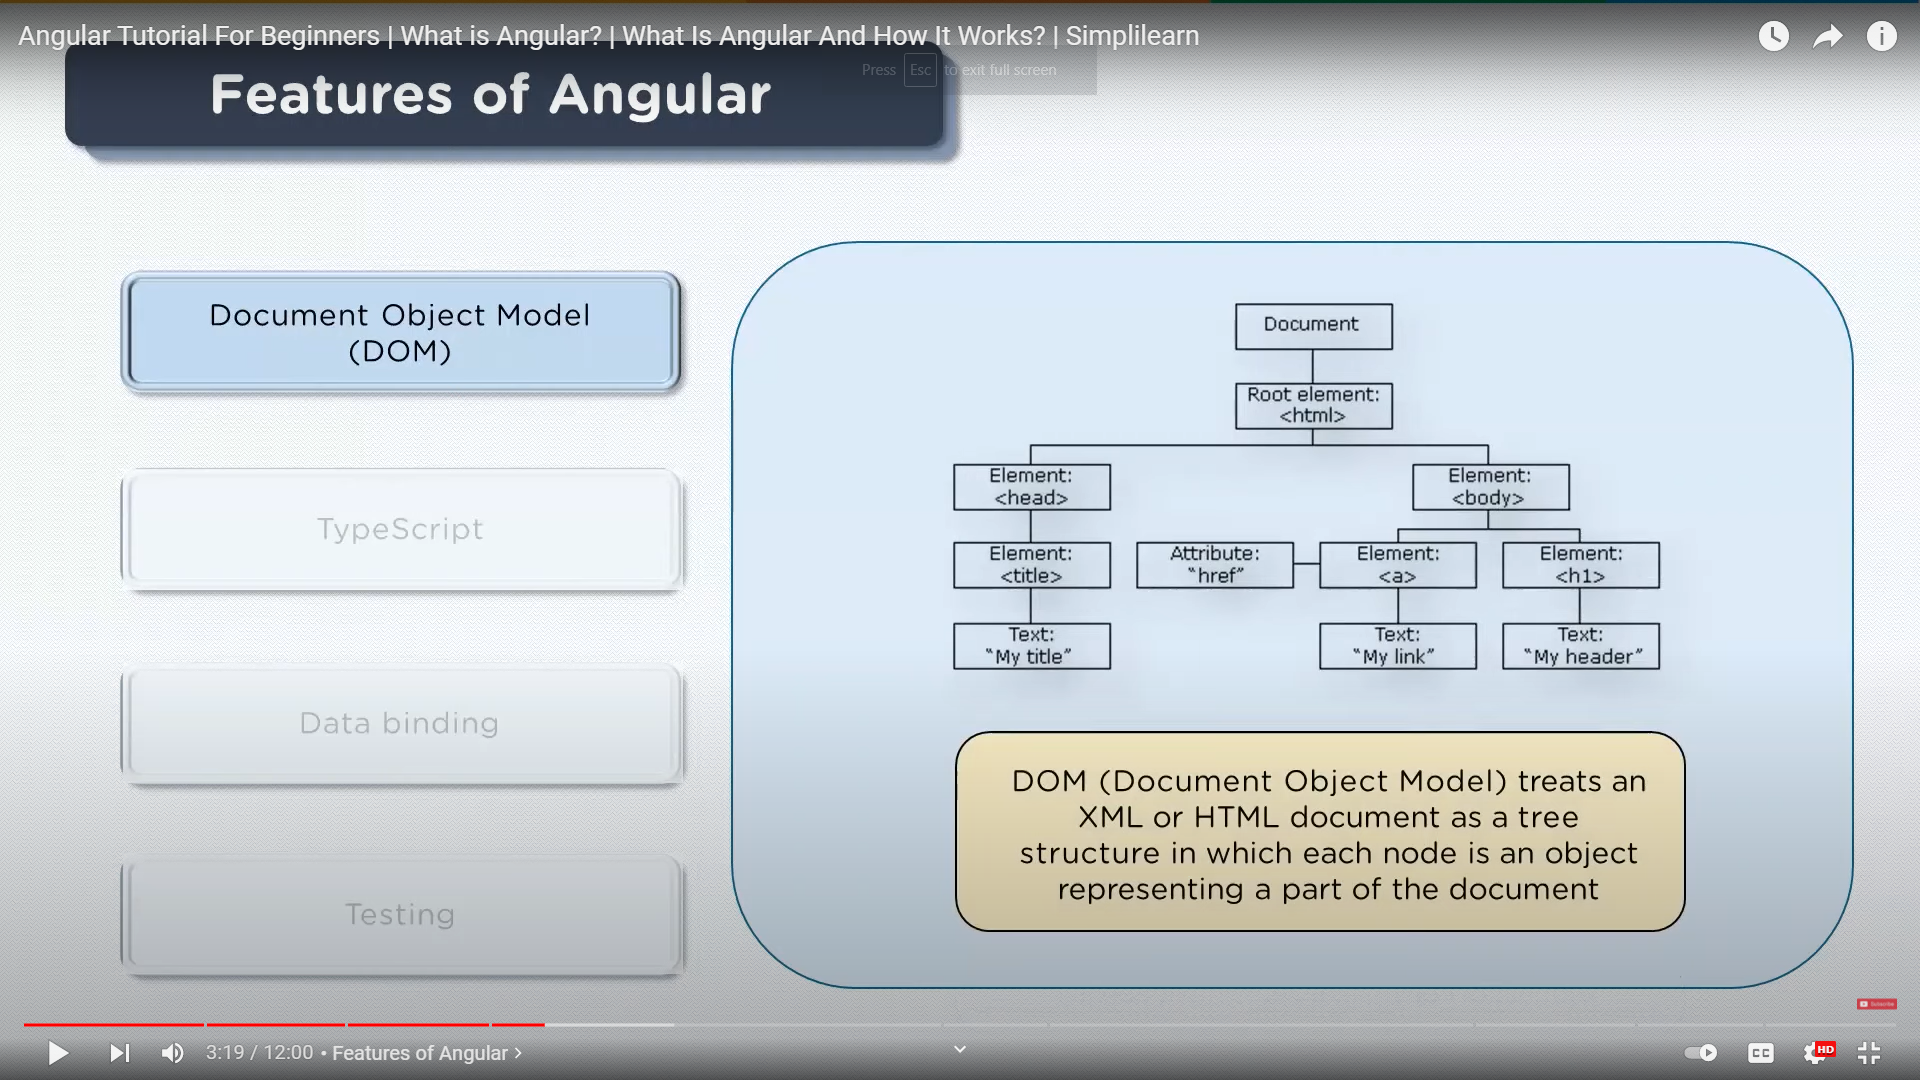 Angular Tutorial For Beginners | What is Angular? | What Is Angular And How It Works? | Simplilearn
Press Esc to exit full screen
Features of Angular
Document Object Model
(DOM)
TypeScript
Data binding
Testing
Document
Root element:
<html>
Element:
<head>
Element:
<body>
Element:
<title>
Attribute:
“href”
Element:
<a>
Element:
<h1>
Text:
“My title”
Text:
“My link”
Text:
“My header”
DOM (Document Object Model) treats an
XML or HTML document as a tree
structure in which each node is an object
representing a part of the document
Subscribe
3:19 / 12:00 • Features of Angular
CC
HD